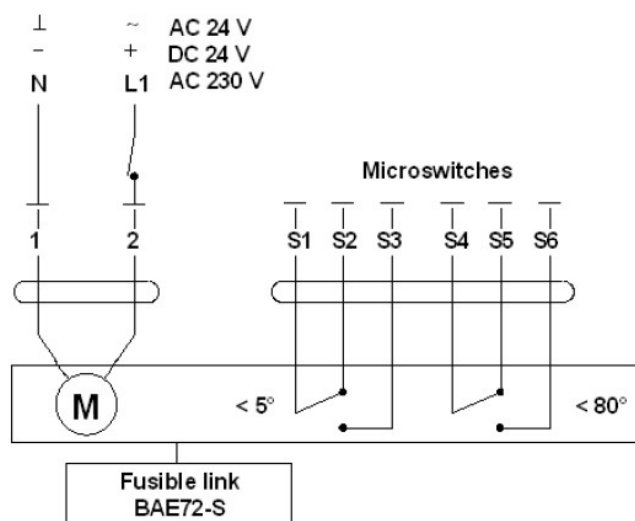 ⊥ ~ AC 24 V
− + DC 24 V
N L1 AC 230 V
Microswitches
1 2 S1 S2 S3 S4 S5 S6
M < 5° < 80°
Fusible link
BAE72-S